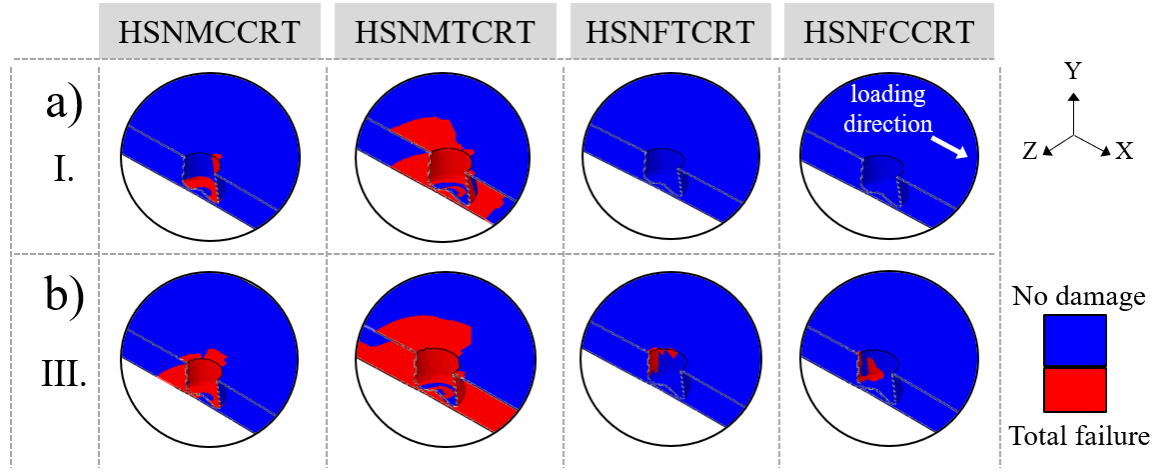 HSNMCCRT HSNMTCRT HSNFTCRT HSNFCCRT
a)
I.
loading
direction
Y
Z X
b)
III.
No damage
Total failure